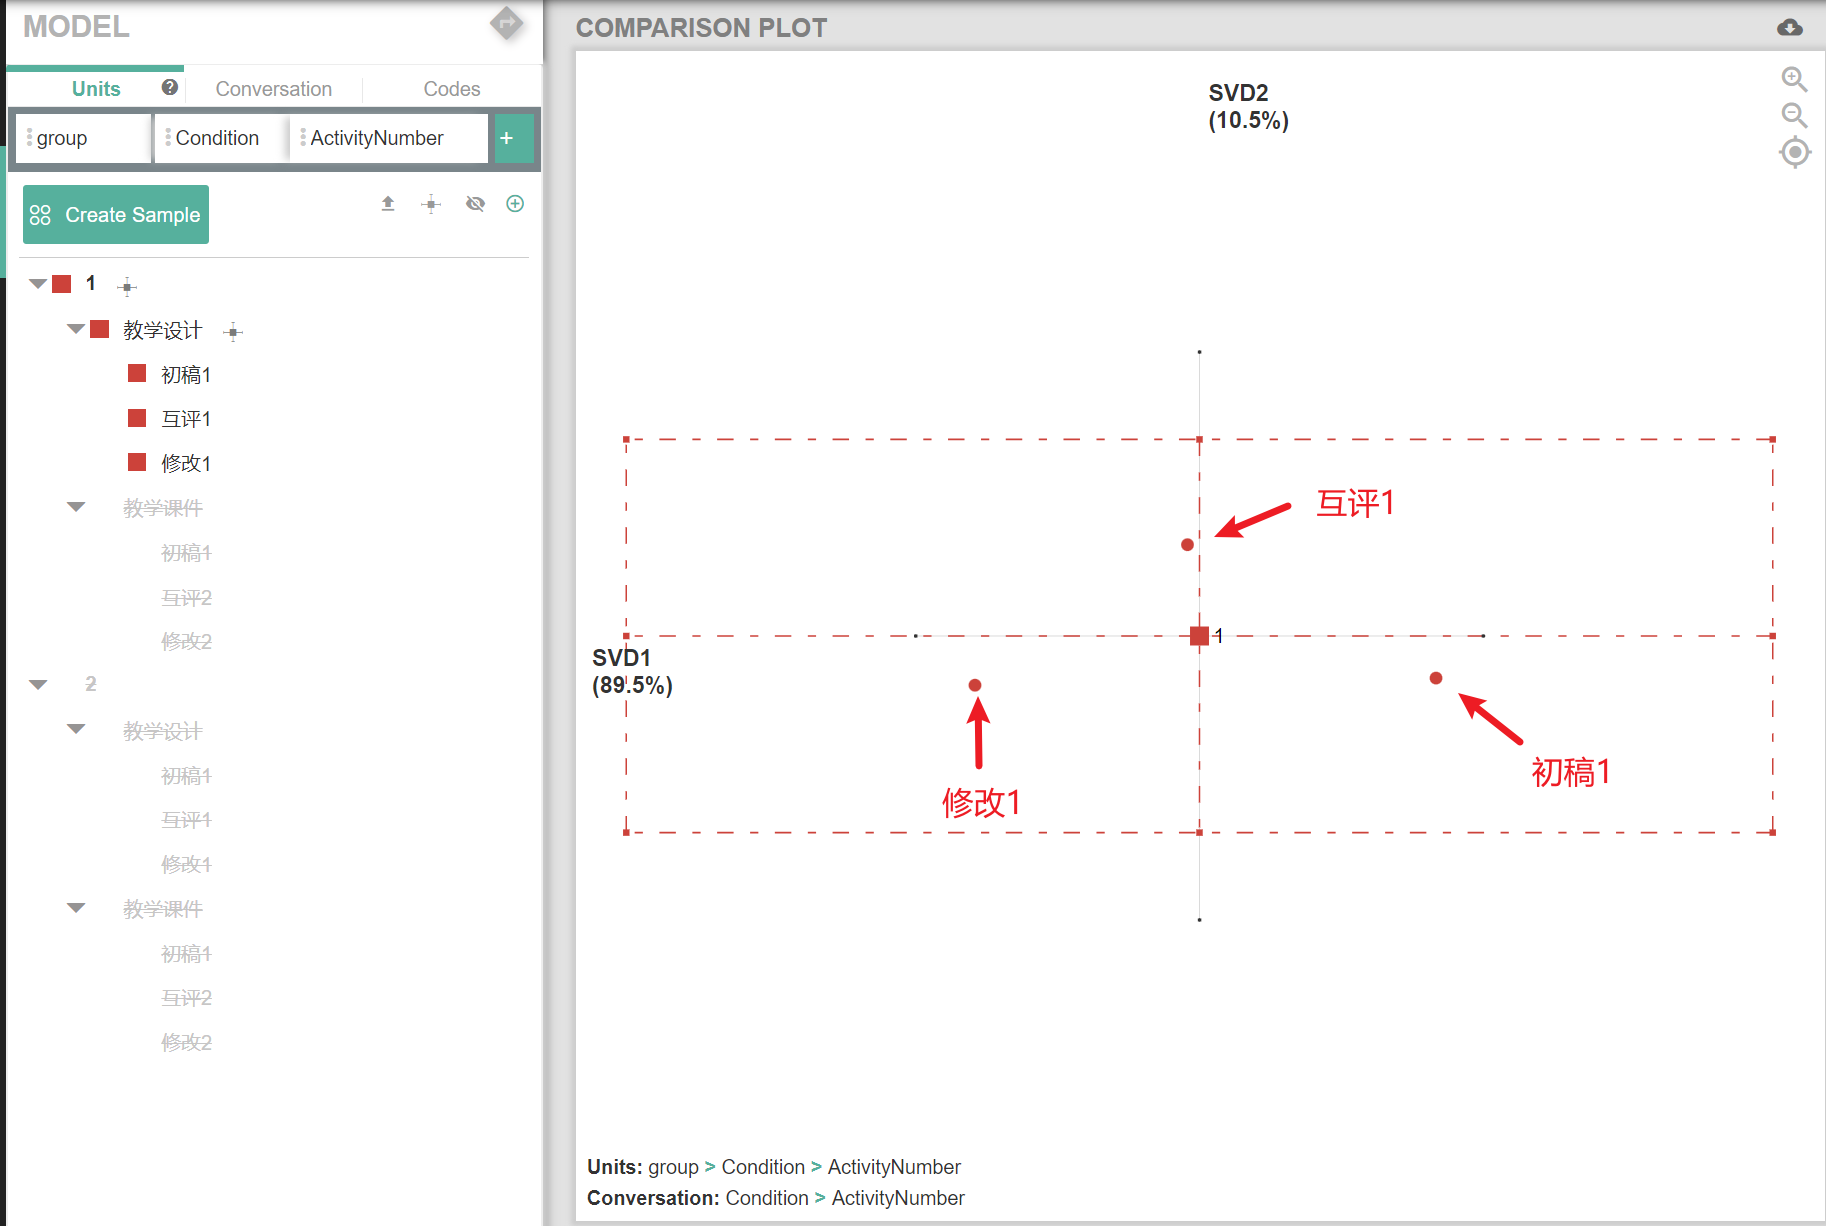 MODEL
Units
Conversation
Codes
group
Condition
ActivityNumber
+
Create Sample
1
教学设计
初稿1
互评1
修改1
教学课件
初稿1
互评2
修改2
2
教学设计
初稿1
互评1
修改1
教学课件
初稿1
互评2
修改2
COMPARISON PLOT
SVD2
(10.5%)
互评1
1
SVD1
(89.5%)
修改1
初稿1
Units: group > Condition > ActivityNumber
Conversation: Condition > ActivityNumber